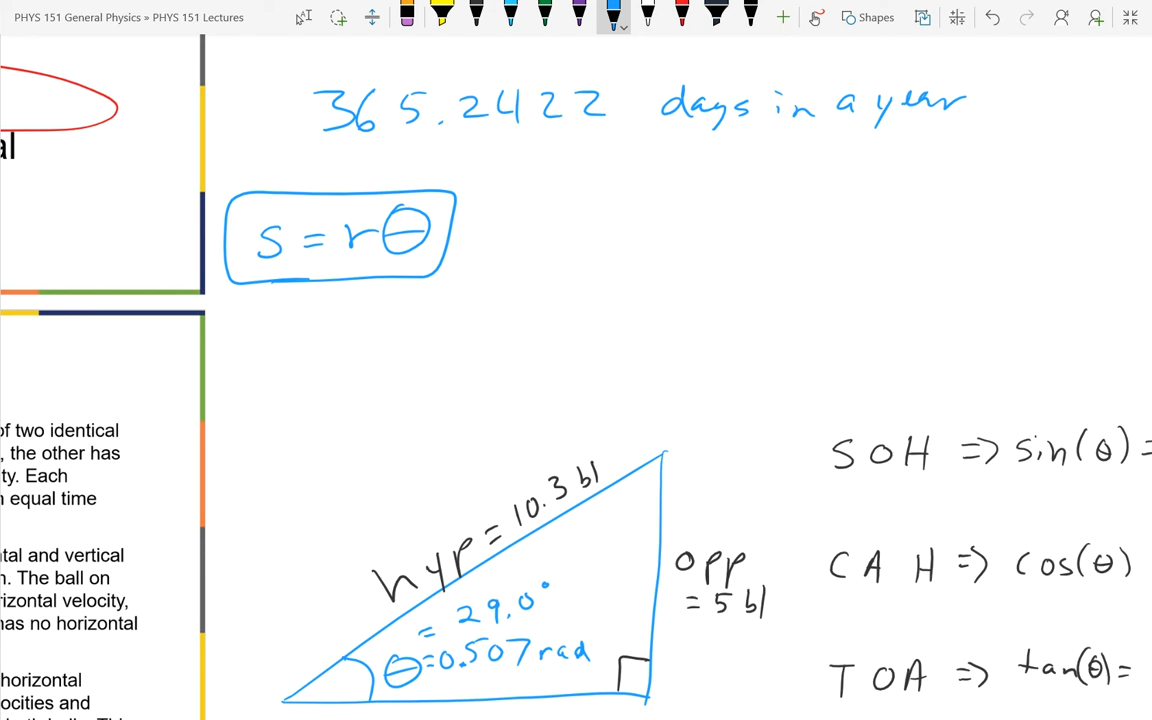 PHYS 151 General Physics » PHYS 151 Lectures
Shapes
365.2422 days in a year
al
s = rθ
of two identical
, the other has
ty. Each
equal time
tal and vertical
n. The ball on
rizontal velocity,
has no horizontal
horizontal
ocities and
hyp = 10.3 bl
opp
= 5 bl
= 29.0°
θ=0.507 rad
SOH => sin(θ) =
CAH => cos(θ)
TOA => tan(θ) =